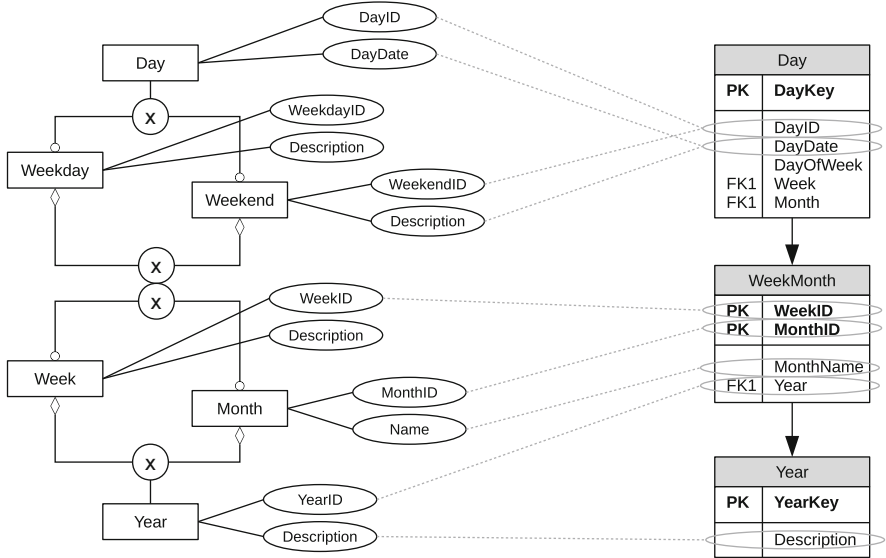 DayID
Day
DayDate
X
WeekdayID
Description
Weekday
Weekend
WeekendID
Description
X
X
WeekID
Description
Week
Month
MonthID
Name
X
Year
YearID
Description
Day
PK DayKey
DayID
DayDate
DayOfWeek
FK1 Week
FK1 Month
WeekMonth
PK WeekID
PK MonthID
MonthName
FK1 Year
Year
PK YearKey
Description